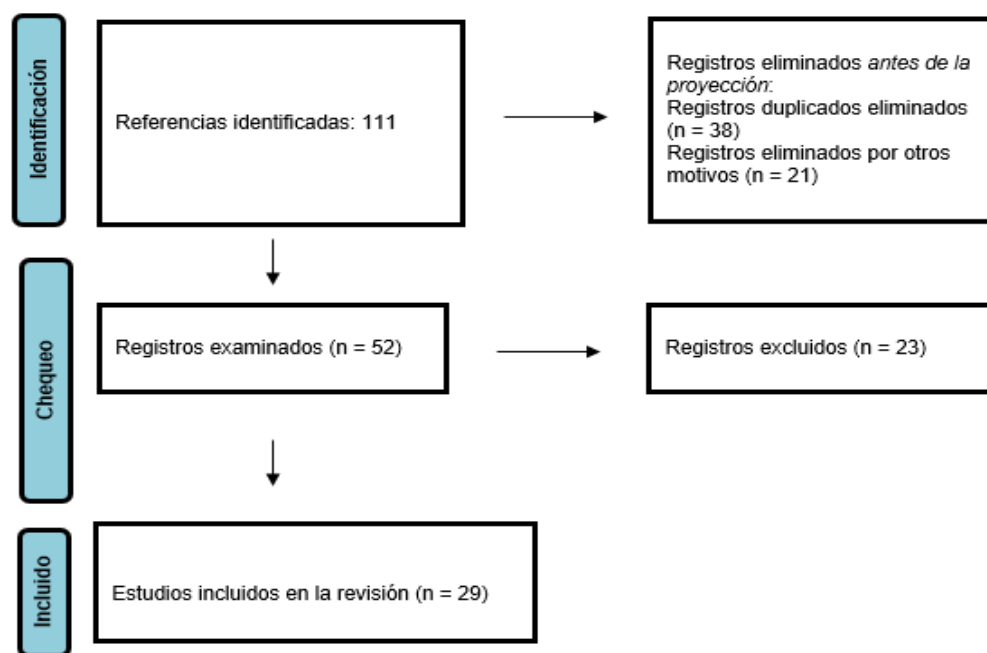 Identificación
Referencias identificadas: 111
Registros eliminados antes de la
proyección:
Registros duplicados eliminados
(n = 38)
Registros eliminados por otros
motivos (n = 21)
Chequeo
Registros examinados (n = 52)
Registros excluidos (n = 23)
Incluido
Estudios incluidos en la revisión (n = 29)